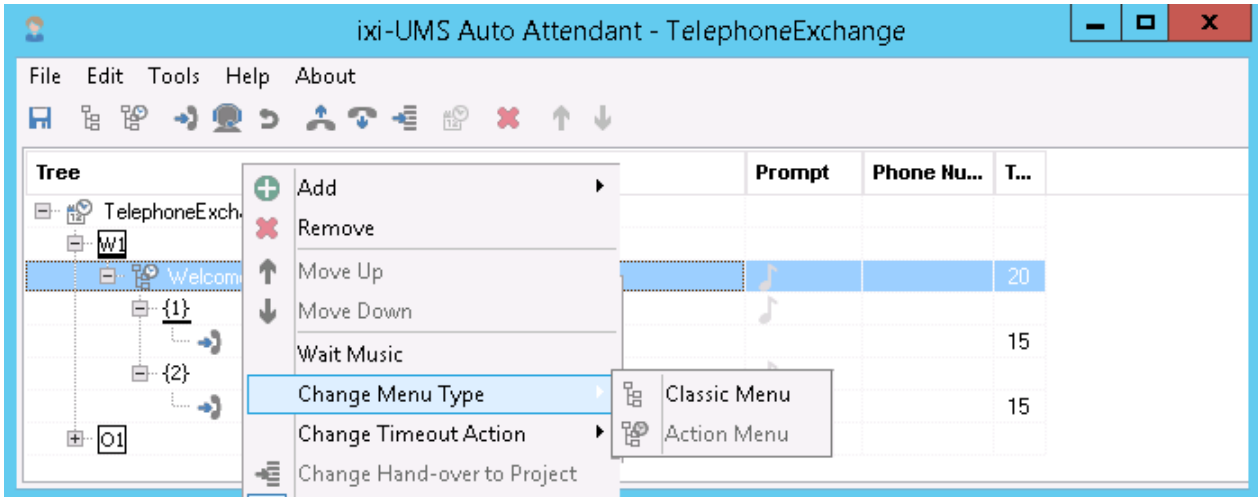 ixi-UMS Auto Attendant - TelephoneExchange
File Edit Tools Help About
Tree Prompt Phone Nu... T...
Add
TelephoneExch
Remove
W1
Welcom 20
Move Up
{1}
Move Down
15
Wait Music
{2}
Change Menu Type Classic Menu
15
Change Timeout Action Action Menu
O1
Change Hand-over to Project